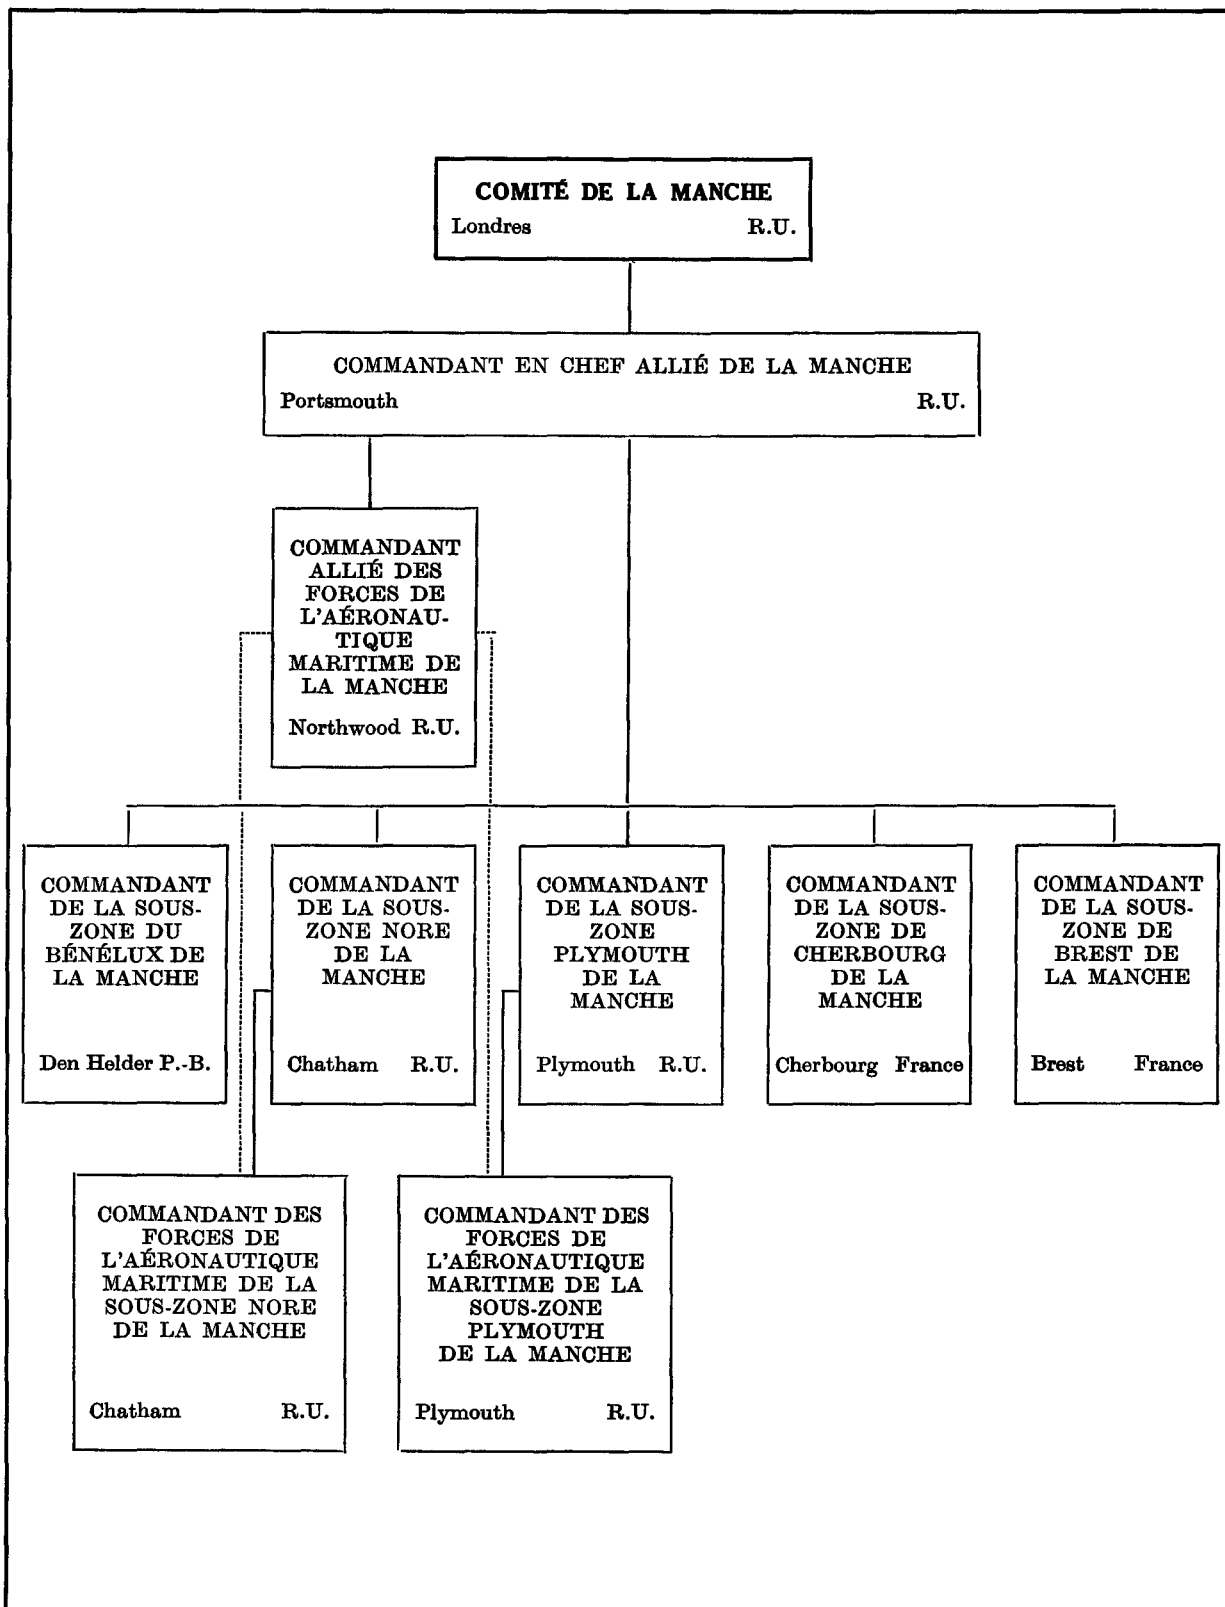 COMITÉ DE LA MANCHE
Londres R.U.
COMMANDANT EN CHEF ALLIÉ DE LA MANCHE
Portsmouth R.U.
COMMANDANT
ALLIÉ DES
FORCES DE
L'AÉRONAU-
TIQUE
MARITIME DE
LA MANCHE
Northwood R.U.
COMMANDANT
DE LA SOUS-
ZONE DU
BÉNÉLUX DE
LA MANCHE
Den Helder P.-B.
COMMANDANT
DE LA SOUS-
ZONE NORE
DE LA
MANCHE
Chatham R.U.
COMMANDANT
DE LA SOUS-
ZONE
PLYMOUTH
DE LA
MANCHE
Plymouth R.U.
COMMANDANT
DE LA SOUS-
ZONE DE
CHERBOURG
DE LA
MANCHE
Cherbourg France
COMMANDANT
DE LA SOUS-
ZONE DE
BREST DE
LA MANCHE
Brest France
COMMANDANT DES
FORCES DE
L'AÉRONAUTIQUE
MARITIME DE LA
SOUS-ZONE NORE
DE LA MANCHE
Chatham R.U.
COMMANDANT DES
FORCES DE
L'AÉRONAUTIQUE
MARITIME DE LA
SOUS-ZONE
PLYMOUTH
DE LA MANCHE
Plymouth R.U.